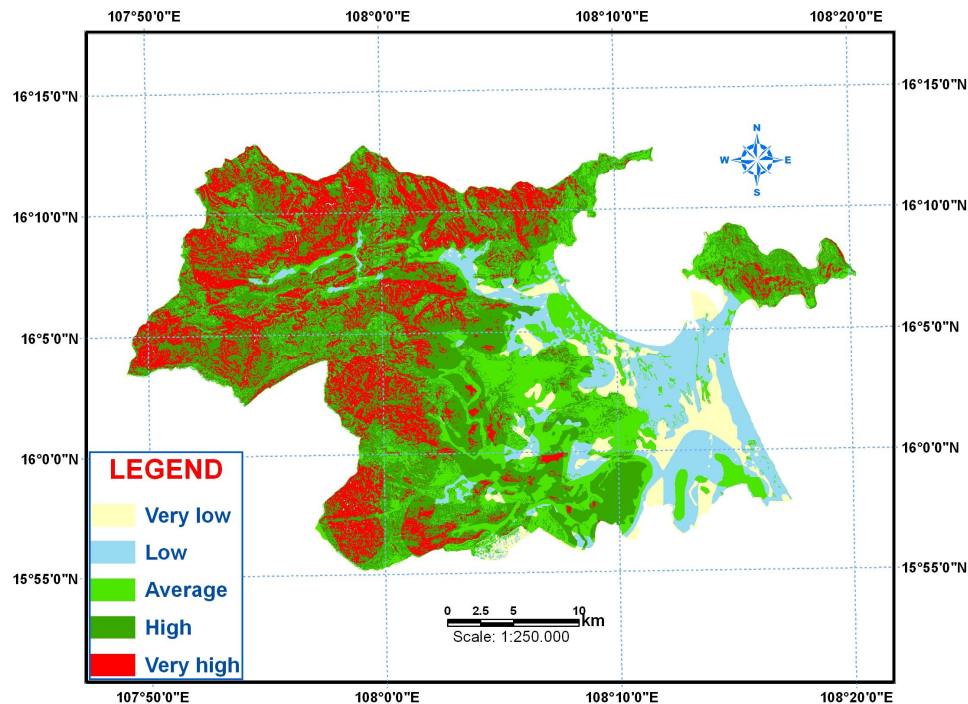 107°50'0"E 108°0'0"E 108°10'0"E 108°20'0"E
16°15'0"N 16°15'0"N
N
W E
S
16°10'0"N 16°10'0"N
16°5'0"N 16°5'0"N
16°0'0"N 16°0'0"N
LEGEND
Very low
Low
Average
High
Very high
15°55'0"N 15°55'0"N
0 2.5 5 10
km
Scale: 1:250.000
107°50'0"E 108°0'0"E 108°10'0"E 108°20'0"E